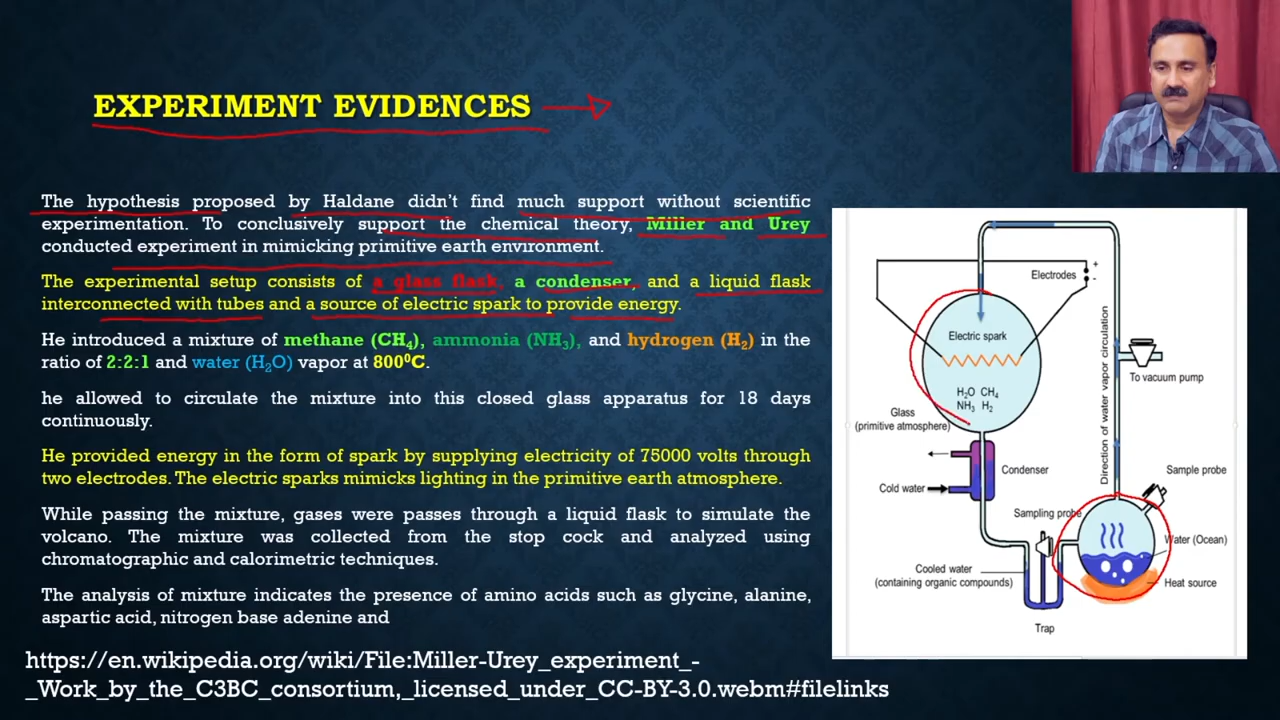 EXPERIMENT EVIDENCES
The hypothesis proposed by Haldane didn't find much support without scientific
experimentation. To conclusively support the chemical theory, Miller and Urey
conducted experiment in mimicking primitive earth environment.
The experimental setup consists of a glass flask, a condenser, and a liquid flask
interconnected with tubes and a source of electric spark to provide energy.
He introduced a mixture of methane (CH₄), ammonia (NH₃), and hydrogen (H₂) in the
ratio of 2:2:1 and water (H₂O) vapor at 800⁰C.
he allowed to circulate the mixture into this closed glass apparatus for 18 days
continuously.
He provided energy in the form of spark by supplying electricity of 75000 volts through
two electrodes. The electric sparks mimicks lighting in the primitive earth atmosphere.
While passing the mixture, gases were passes through a liquid flask to simulate the
volcano. The mixture was collected from the stop cock and analyzed using
chromatographic and calorimetric techniques.
The analysis of mixture indicates the presence of amino acids such as glycine, alanine,
aspartic acid, nitrogen base adenine and
https://en.wikipedia.org/wiki/File:Miller-Urey_experiment_-
_Work_by_the_C3BC_consortium,_licensed_under_CC-BY-3.0.webm#filelinks
Electrodes
+
-
Electric spark
H₂O CH₄
NH₃ H₂
Glass
(primitive atmosphere)
Direction of water vapor circulation
To vacuum pump
Condenser
Cold water
Sample probe
Sampling probe
Water (Ocean)
Cooled water
(containing organic compounds)
Heat source
Trap